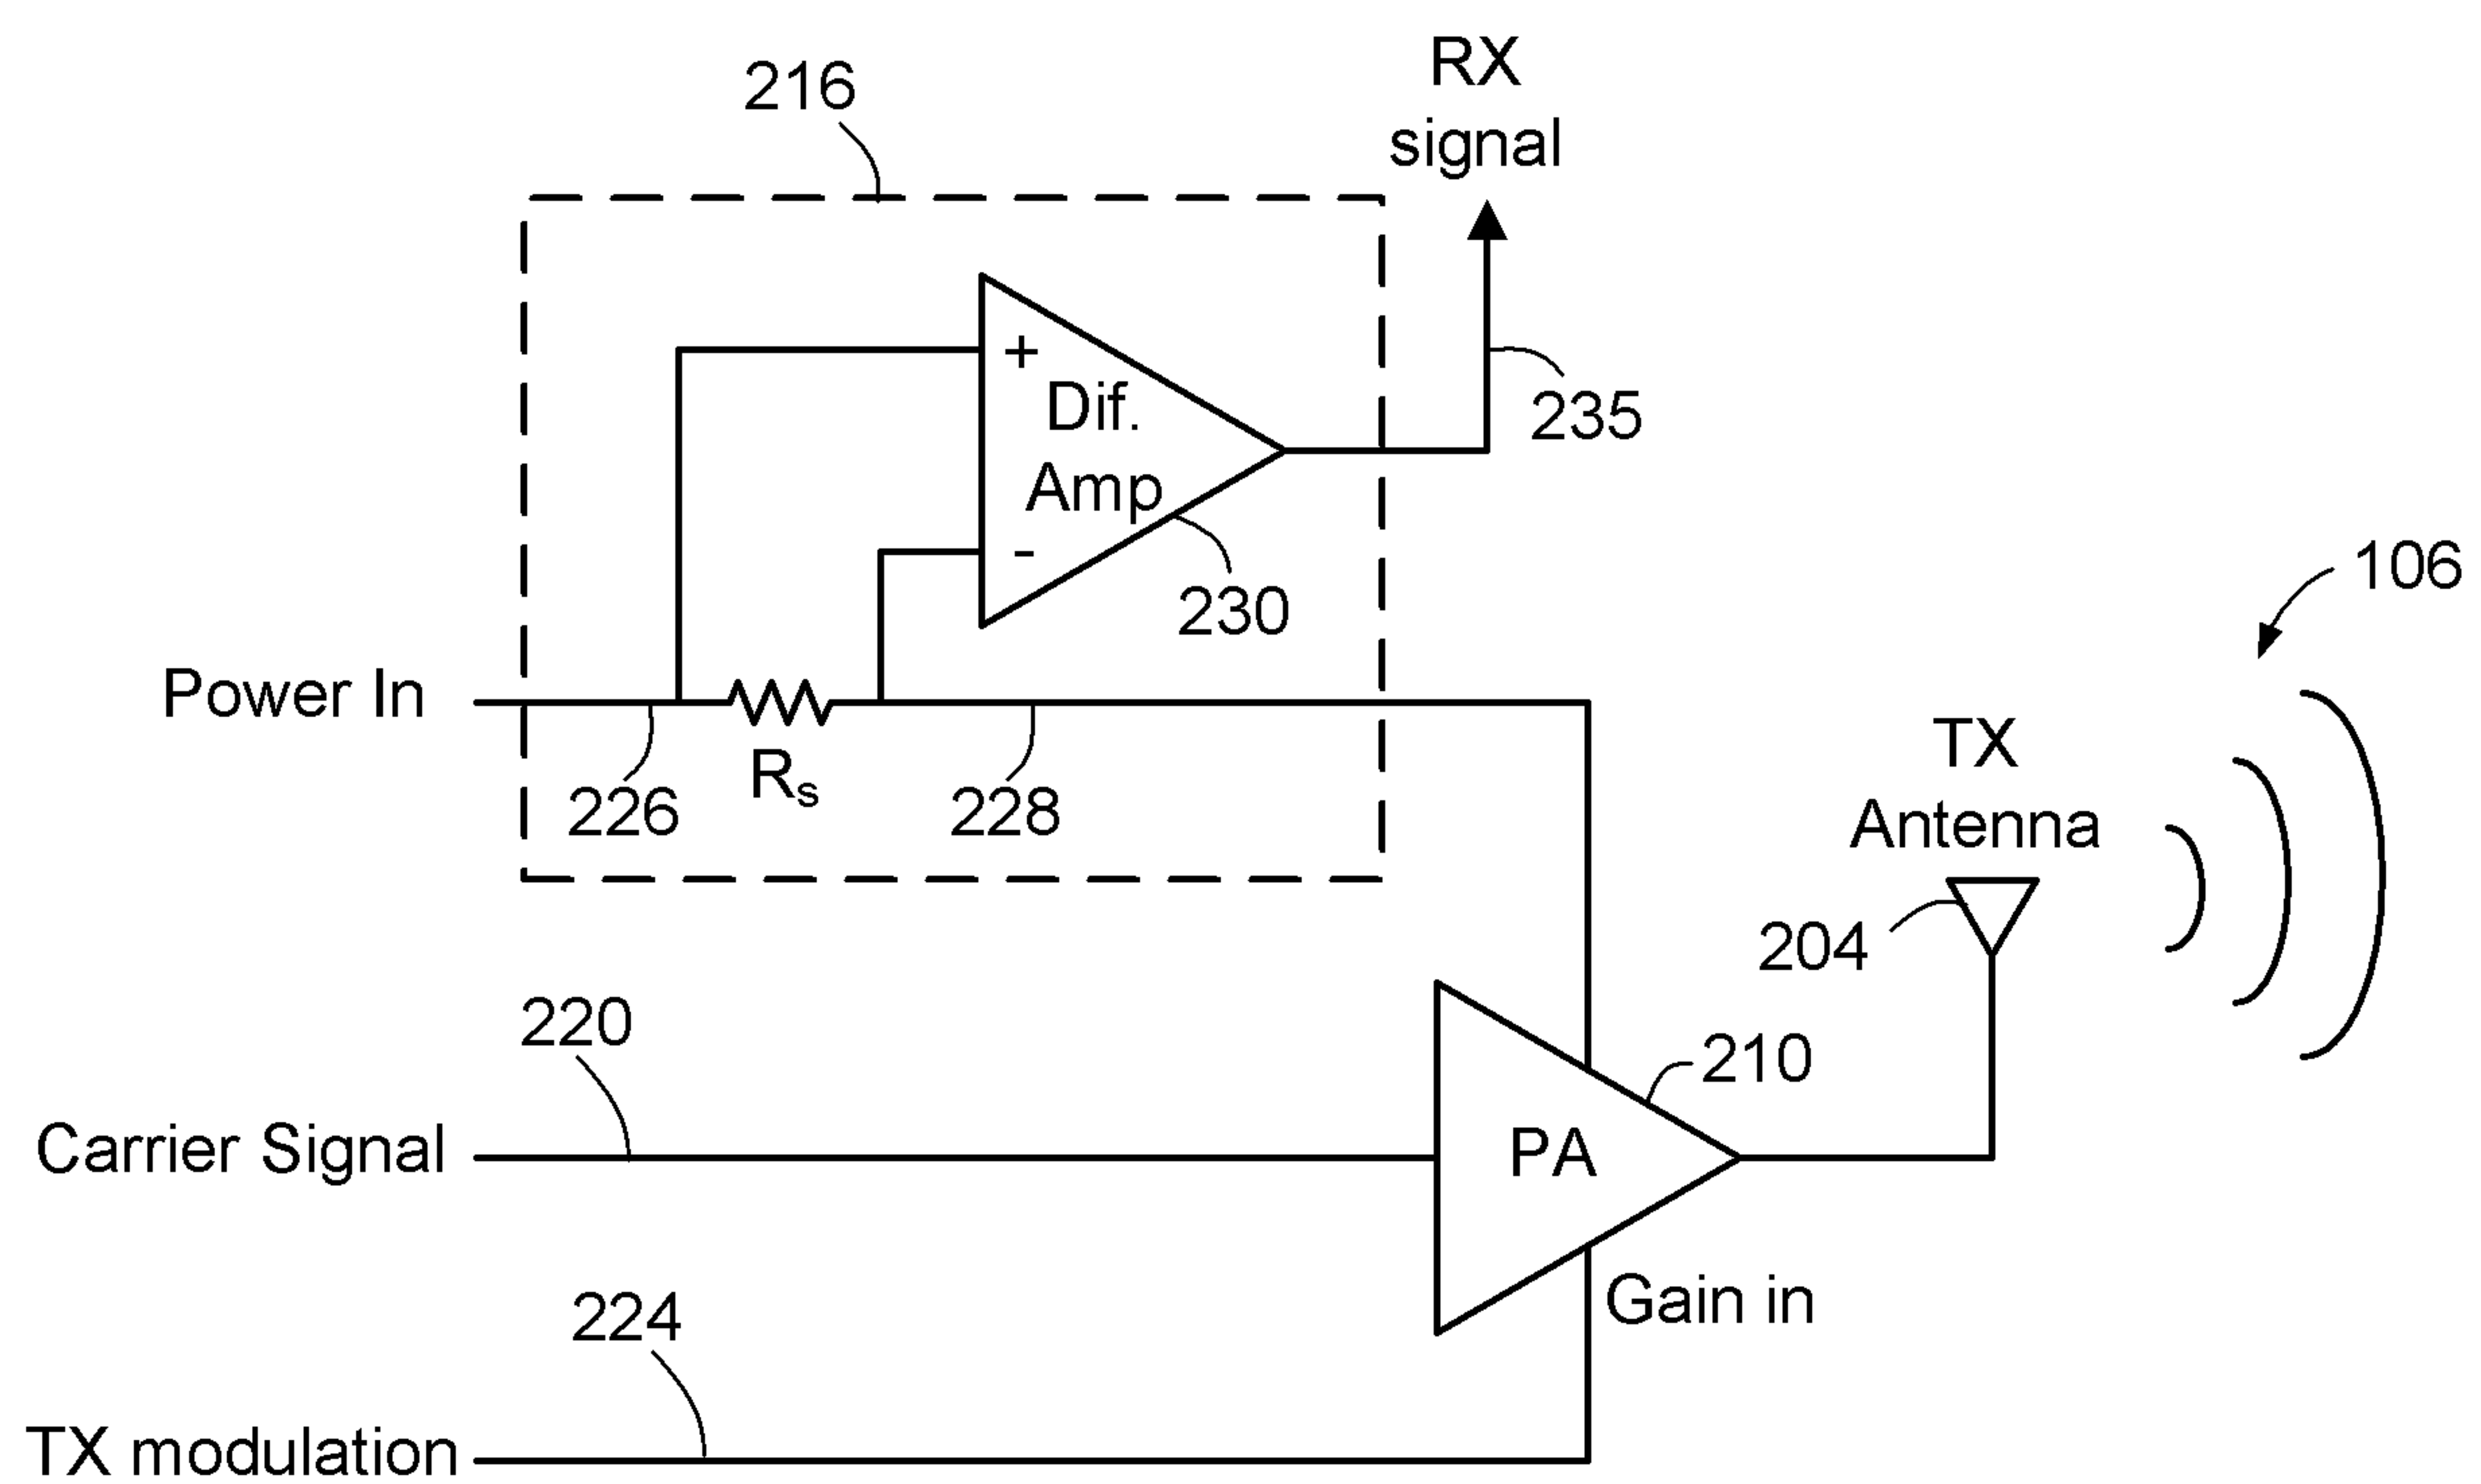 216
RX
signal
+
Dif.
Amp
-
235
230
106
Power In
226
Rs
228
TX
Antenna
204
220
210
Carrier Signal
PA
224
Gain in
TX modulation